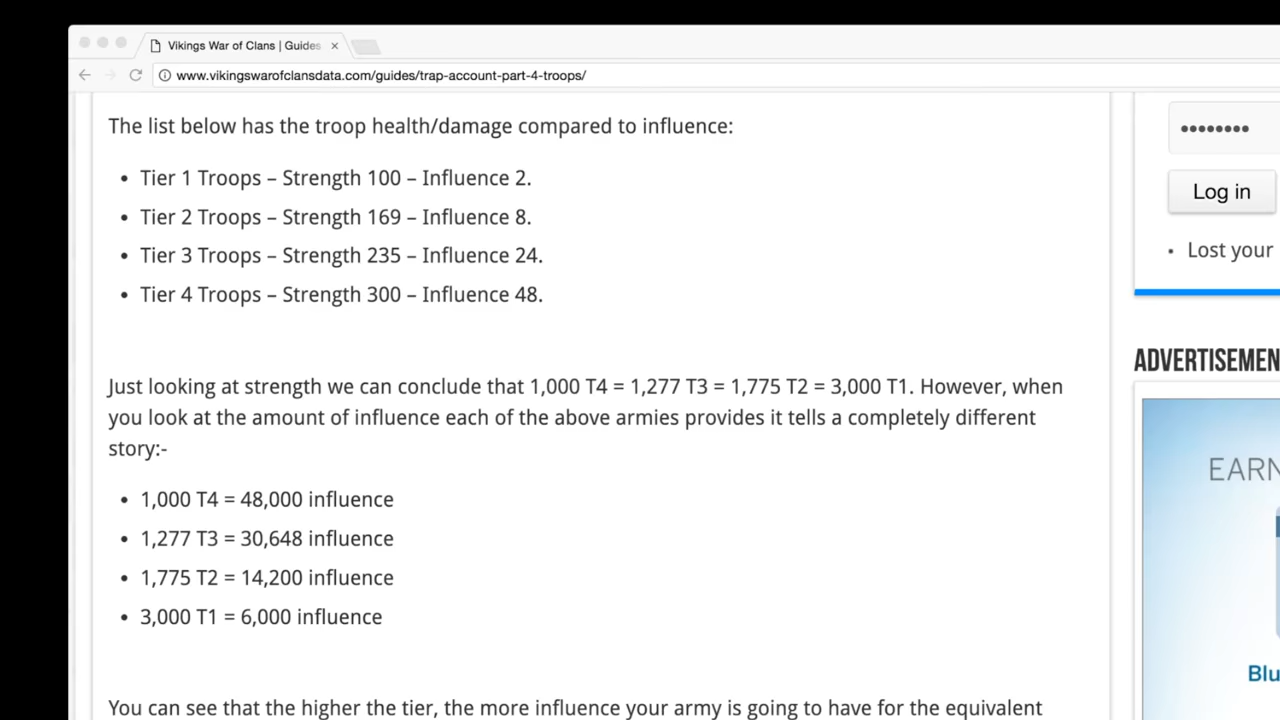 Vikings War of Clans | Guides
www.vikingswarofclansdata.com/guides/trap-account-part-4-troops/
The list below has the troop health/damage compared to influence:
• Tier 1 Troops – Strength 100 – Influence 2.
• Tier 2 Troops – Strength 169 – Influence 8.
• Tier 3 Troops – Strength 235 – Influence 24.
• Tier 4 Troops – Strength 300 – Influence 48.
Just looking at strength we can conclude that 1,000 T4 = 1,277 T3 = 1,775 T2 = 3,000 T1. However, when
you look at the amount of influence each of the above armies provides it tells a completely different
story:-
• 1,000 T4 = 48,000 influence
• 1,277 T3 = 30,648 influence
• 1,775 T2 = 14,200 influence
• 3,000 T1 = 6,000 influence
You can see that the higher the tier, the more influence your army is going to have for the equivalent
••••••••
Log in
• Lost your
ADVERTISEMEN
EARN
Blu